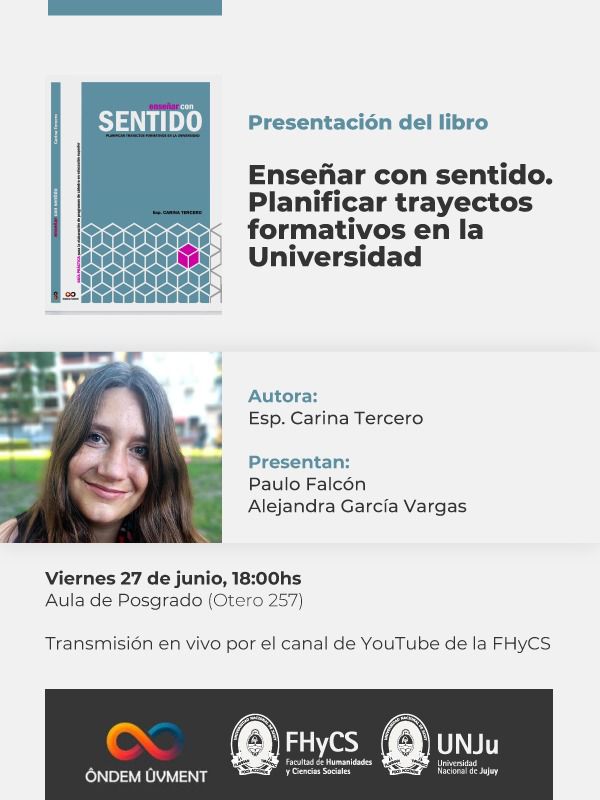 enseñar con
SENTIDO
PLANIFICAR TRAYECTOS FORMATIVOS EN LA UNIVERSIDAD
Esp. CARINA TERCERO
Carina Tercero
enseñar con sentido
Presentación del libro
Enseñar con sentido.
Planificar trayectos
formativos en la
Universidad
Autora:
Esp. Carina Tercero
Presentan:
Paulo Falcón
Alejandra García Vargas
Viernes 27 de junio, 18:00hs
Aula de Posgrado (Otero 257)
Transmisión en vivo por el canal de YouTube de la FHyCS
ÔNDEM ÛVMENT
FHyCS
Facultad de Humanidades
y Ciencias Sociales
UNJu
Universidad
Nacional de Jujuy